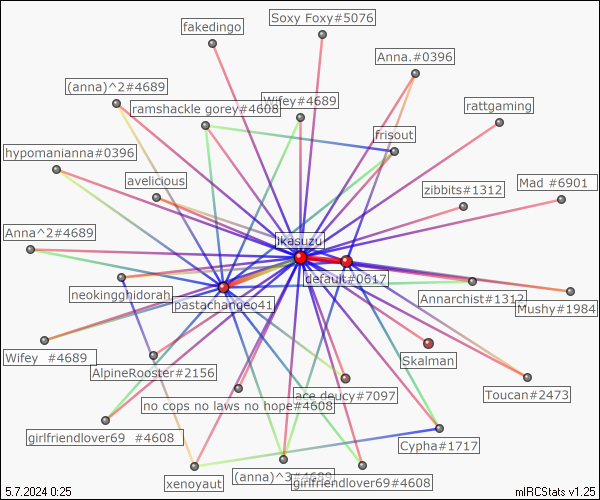 Soxy Foxy#5076
fakedingo
Anna.#0396
(anna)^2#4689
Wifey#4689
ramshackle gorey#4608
rattgaming
frisout
hypomanianna#0396
avelicious
zibbits#1312
Mad #6901
Anna^2#4689
ikasuzu
default#0617
neokingghidorah
pastachangeo41
Annarchist#1312
Mushy#1984
Wifey #4689
AlpineRooster#2156
Skalman
ace deucy#7097
Toucan#2473
no cops no laws no hope#4608
girlfriendlover69 #4608
Cypha#1717
(anna)^3#4689
girlfriendlover69#4608
xenoyaut
5.7.2024 0:25
mIRCStats v1.25